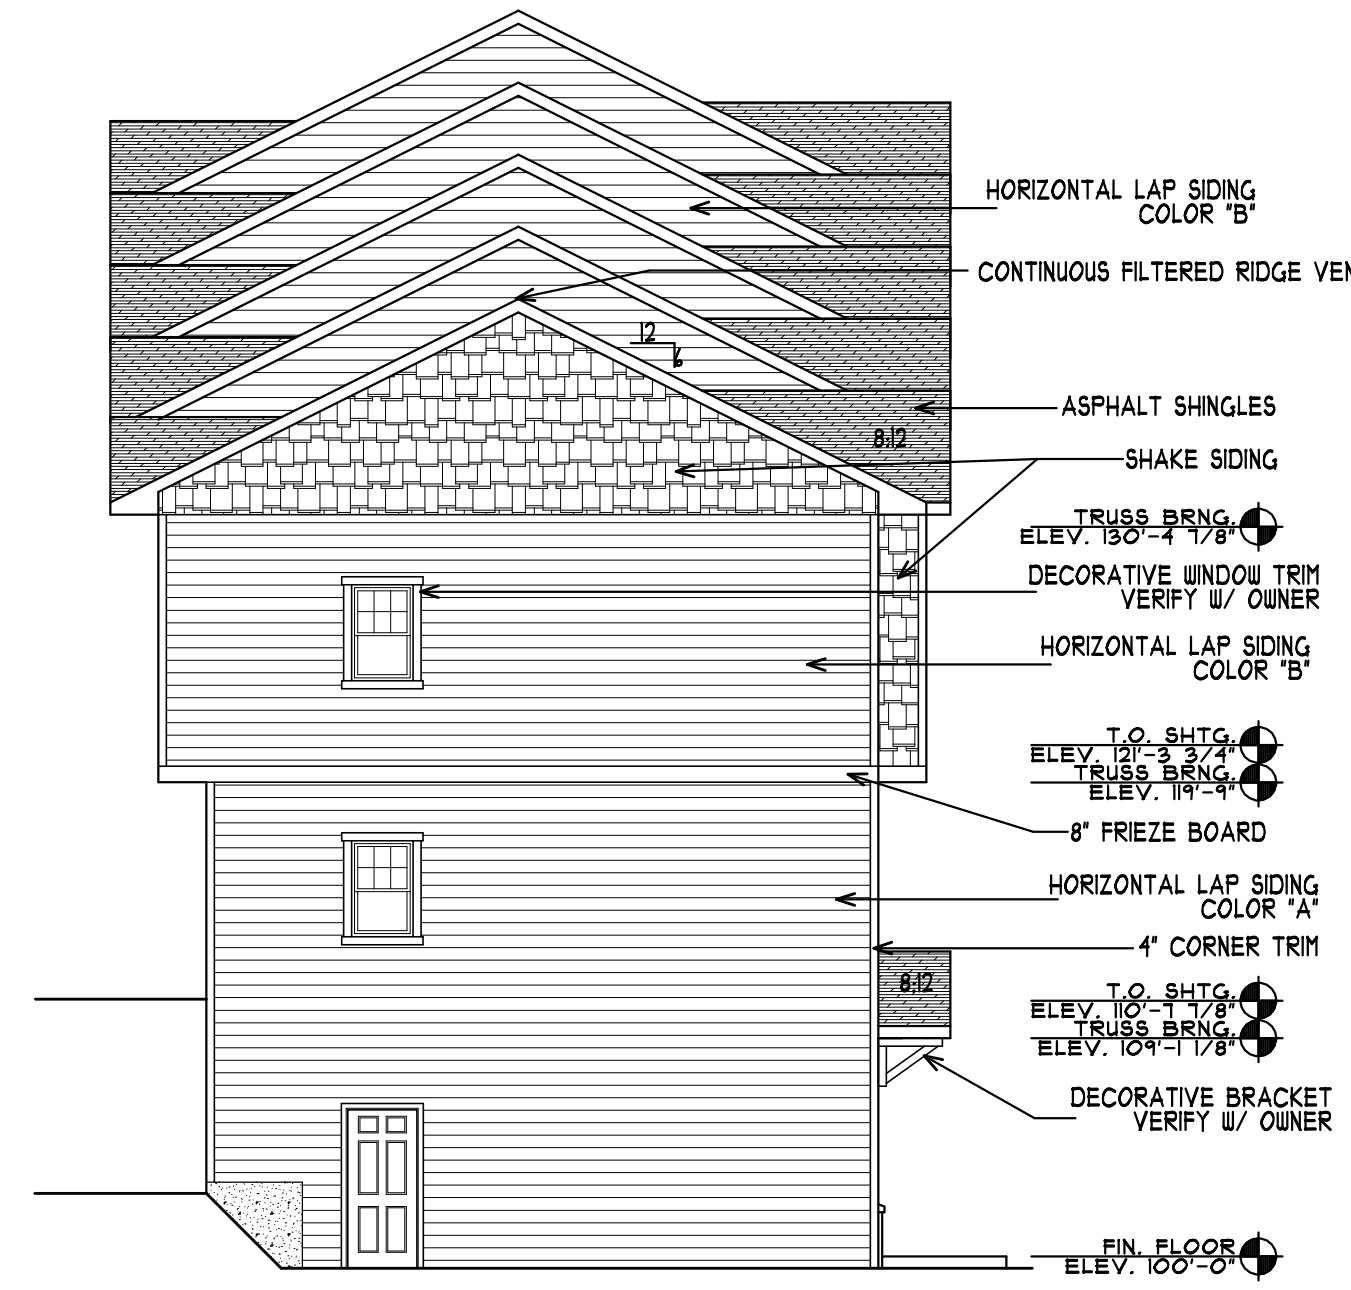 HORIZONTAL LAP SIDING
COLOR "B"
CONTINUOUS FILTERED RIDGE VEN
12
6
ASPHALT SHINGLES
8:12
SHAKE SIDING
TRUSS BRNG.
ELEV. 130'-4 7/8"
DECORATIVE WINDOW TRIM
VERIFY W/ OWNER
HORIZONTAL LAP SIDING
COLOR "B"
T.O. SHTG.
ELEV. 121'-3 3/4"
TRUSS BRNG.
ELEV. 119'-9"
8" FRIEZE BOARD
HORIZONTAL LAP SIDING
COLOR "A"
4" CORNER TRIM
8:12
T.O. SHTG.
ELEV. 110'-7 7/8"
TRUSS BRNG.
ELEV. 109'-1 1/8"
DECORATIVE BRACKET
VERIFY W/ OWNER
FIN. FLOOR
ELEV. 100'-0"